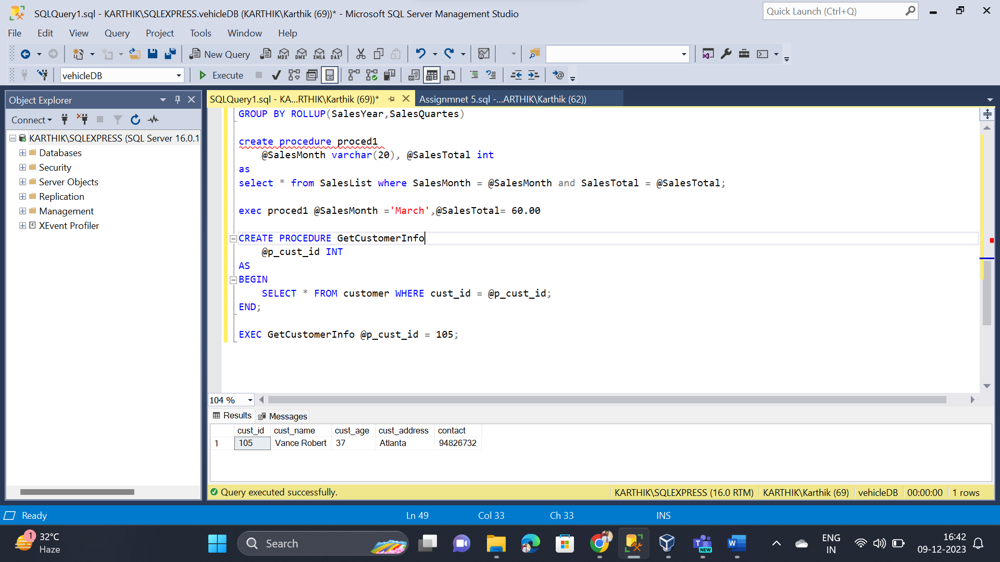 SQLQuery1.sql - KARTHIK\SQLEXPRESS.vehicleDB (KARTHIK\Karthik (69))* - Microsoft SQL Server Management Studio
Quick Launch (Ctrl+Q)
File Edit View Query Project Tools Window Help
New Query MDX DMX XMLA DAX
vehicleDB Execute
Object Explorer
Connect
KARTHIK\SQLEXPRESS (SQL Server 16.0.1
Databases
Security
Server Objects
Replication
Management
XEvent Profiler
SQLQuery1.sql - KA...RTHIK\Karthik (69))* Assignmnet 5.sql -...ARTHIK\Karthik (62))
GROUP BY ROLLUP(SalesYear,SalesQuartes)
create procedure proced1
@SalesMonth varchar(20), @SalesTotal int
as
select * from SalesList where SalesMonth = @SalesMonth and SalesTotal = @SalesTotal;
exec proced1 @SalesMonth ='March',@SalesTotal= 60.00
CREATE PROCEDURE GetCustomerInfo
@p_cust_id INT
AS
BEGIN
SELECT * FROM customer WHERE cust_id = @p_cust_id;
END;
EXEC GetCustomerInfo @p_cust_id = 105;
104 %
Results Messages
cust_id cust_name cust_age cust_address contact
1 105 Vance Robert 37 Atlanta 94826732
Query executed successfully. KARTHIK\SQLEXPRESS (16.0 RTM) KARTHIK\Karthik (69) vehicleDB 00:00:00 1 rows
Ready Ln 49 Col 33 Ch 33 INS
1 32°C
Haze
Search
NEW
ENG
IN
16:42
09-12-2023